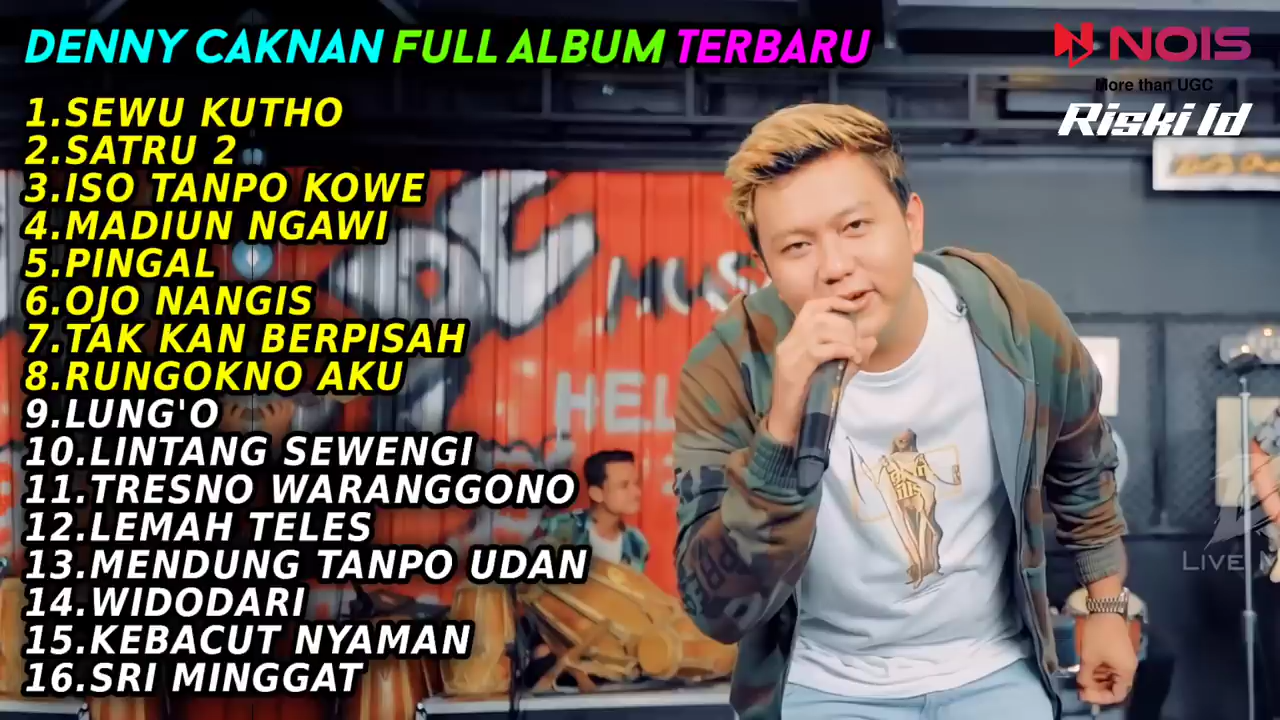 DENNY CAKNAN FULL ALBUM TERBARU
NOIS
More than UGC
Riski Id
1.SEWU KUTHO
2.SATRU 2
3.ISO TANPO KOWE
4.MADIUN NGAWI
5.PINGAL
6.OJO NANGIS
7.TAK KAN BERPISAH
8.RUNGOKNO AKU
9.LUNG'O
10.LINTANG SEWENGI
11.TRESNO WARANGGONO
12.LEMAH TELES
13.MENDUNG TANPO UDAN
14.WIDODARI
15.KEBACUT NYAMAN
16.SRI MINGGAT
MUS
HEL
LIVE M